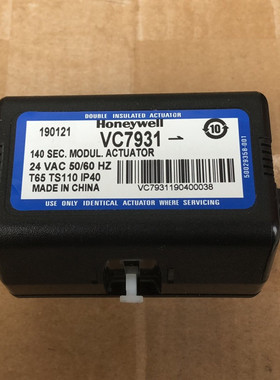 DOUBLE INSULATED ACTUATOR
Honeywell
190121
VC7931
10
140 SEC. MODUL. ACTUATOR
24 VAC 50/60 HZ
T65 TS110 IP40
MADE IN CHINA
VC7931190400038
50029358-001
USE ONLY IDENTICAL ACTUATOR WHERE SERVICING